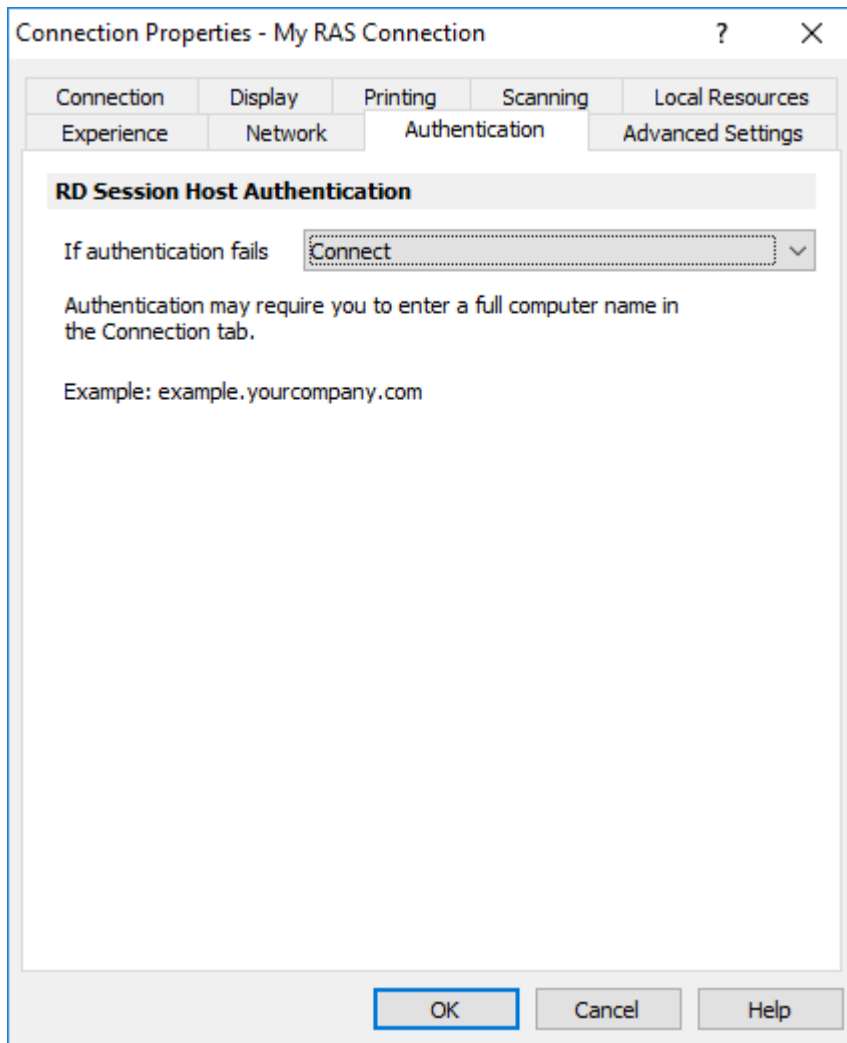 Connection Properties - My RAS Connection ?
Connection Display Printing Scanning Local Resources
Experience Network Authentication Advanced Settings
RD Session Host Authentication
If authentication fails Connect
Authentication may require you to enter a full computer name in
the Connection tab.
Example: example.yourcompany.com
OK Cancel Help